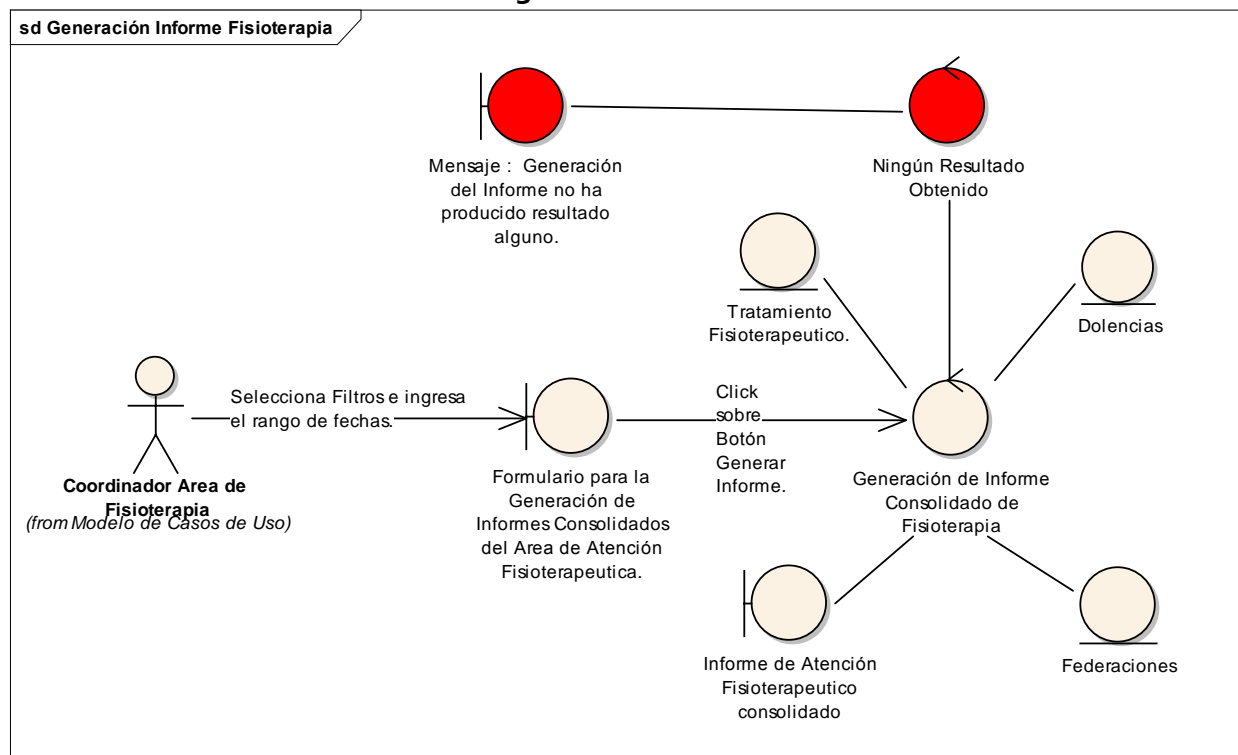 sd Generación Informe Fisioterapia
Mensaje : Generación
del Informe no ha
producido resultado
alguno.
Ningún Resultado
Obtenido
Tratamiento
Fisioterapeutico.
Dolencias
Selecciona Filtros e ingresa
el rango de fechas.
Click
sobre
Botón
Generar
Informe.
Coordinador Area de
Fisioterapia
(from Modelo de Casos de Uso)
Formulario para la
Generación de
Informes Consolidados
del Area de Atención
Fisioterapeutica.
Generación de Informe
Consolidado de
Fisioterapia
Informe de Atención
Fisioterapeutico
consolidado
Federaciones